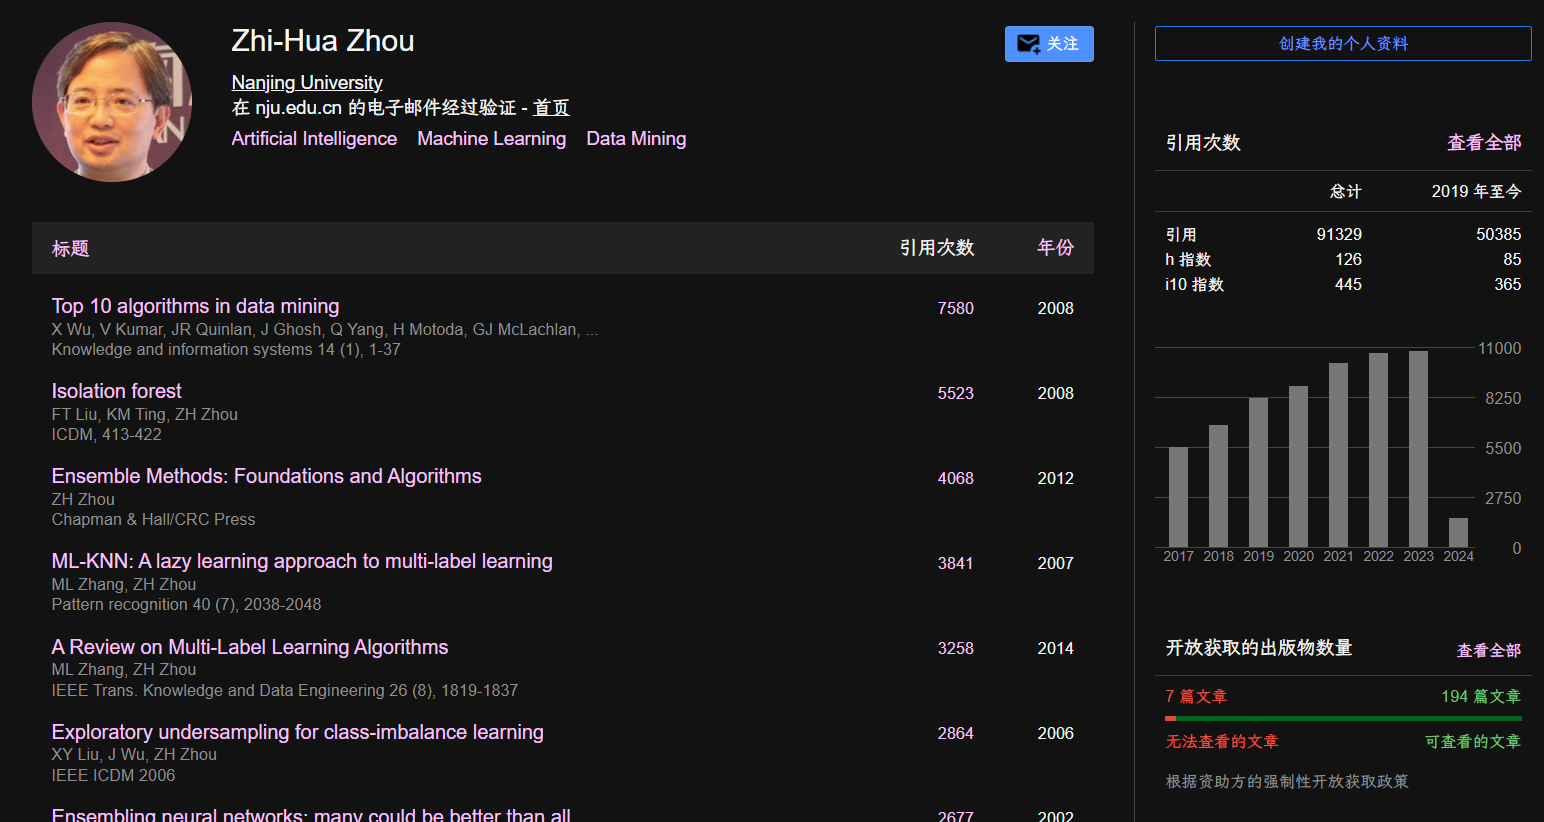 Zhi-Hua Zhou
关注
Nanjing University
在 nju.edu.cn 的电子邮件经过验证 - 首页
Artificial Intelligence Machine Learning Data Mining
标题 引用次数 年份
Top 10 algorithms in data mining 7580 2008
X Wu, V Kumar, JR Quinlan, J Ghosh, Q Yang, H Motoda, GJ McLachlan, ...
Knowledge and information systems 14 (1), 1-37
Isolation forest 5523 2008
FT Liu, KM Ting, ZH Zhou
ICDM, 413-422
Ensemble Methods: Foundations and Algorithms 4068 2012
ZH Zhou
Chapman & Hall/CRC Press
ML-KNN: A lazy learning approach to multi-label learning 3841 2007
ML Zhang, ZH Zhou
Pattern recognition 40 (7), 2038-2048
A Review on Multi-Label Learning Algorithms 3258 2014
ML Zhang, ZH Zhou
IEEE Trans. Knowledge and Data Engineering 26 (8), 1819-1837
Exploratory undersampling for class-imbalance learning 2864 2006
XY Liu, J Wu, ZH Zhou
IEEE ICDM 2006
Ensembling neural networks: many could be better than all 2677 2002
创建我的个人资料
引用次数 查看全部
总计 2019 年至今
引用 91329 50385
h 指数 126 85
i10 指数 445 365
11000
8250
5500
2750
0
2017 2018 2019 2020 2021 2022 2023 2024
开放获取的出版物数量 查看全部
7 篇文章 194 篇文章
无法查看的文章 可查看的文章
根据资助方的强制性开放获取政策